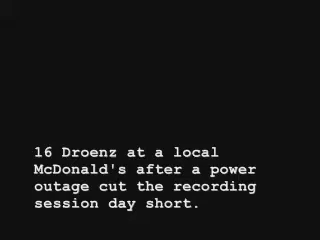 16 Droenz at a local
McDonald's after a power
outage cut the recording
session day short.